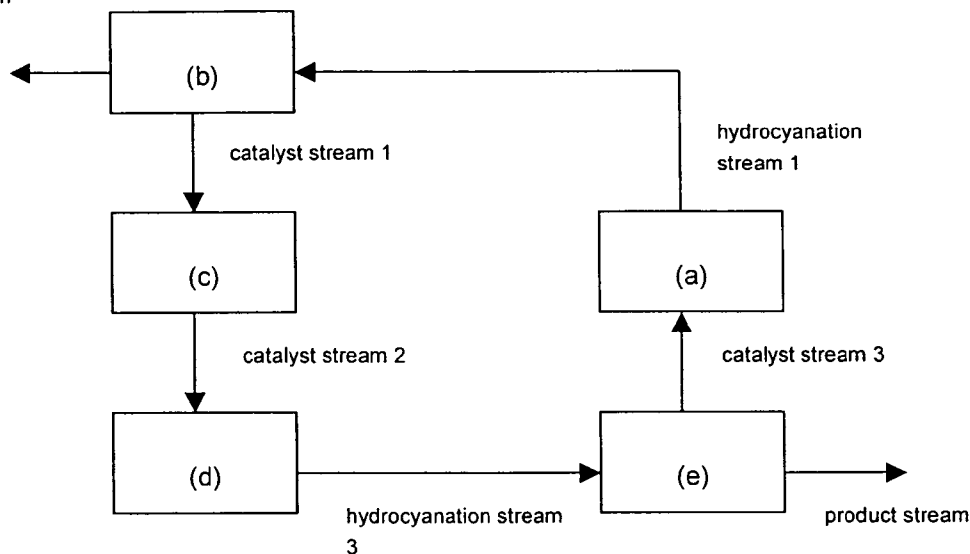 (b)
catalyst stream 1
hydrocyanation
stream 1
(c)
(a)
catalyst stream 2
catalyst stream 3
(d)
(e)
hydrocyanation stream
3
product stream